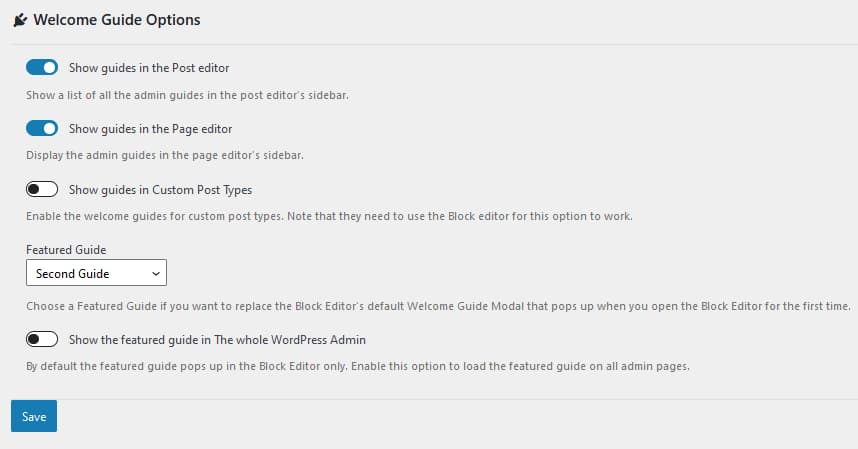 Welcome Guide Options
Show guides in the Post editor
Show a list of all the admin guides in the post editor's sidebar.
Show guides in the Page editor
Display the admin guides in the page editor's sidebar.
Show guides in Custom Post Types
Enable the welcome guides for custom post types. Note that they need to use the Block editor for this option to work.
Featured Guide
Second Guide
Choose a Featured Guide if you want to replace the Block Editor's default Welcome Guide Modal that pops up when you open the Block Editor for the first time.
Show the featured guide in The whole WordPress Admin
By default the featured guide pops up in the Block Editor only. Enable this option to load the featured guide on all admin pages.
Save